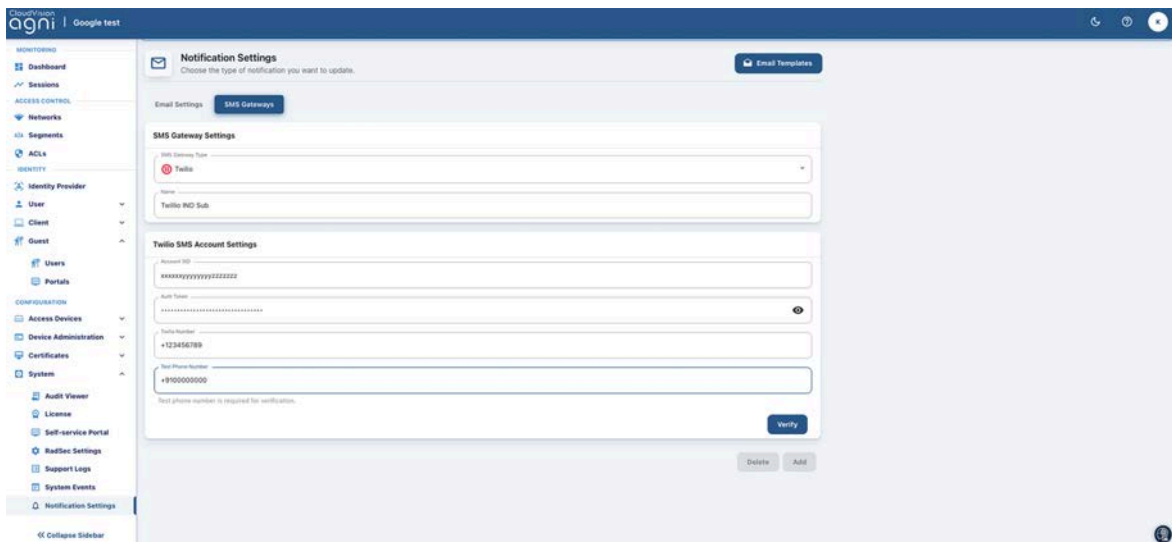 CloudVision
agni | Google test
K
MONITORING
Dashboard
Sessions
ACCESS CONTROL
Networks
Segments
ACLs
IDENTITY
Identity Provider
User
Client
Guest
Users
Portals
CONFIGURATION
Access Devices
Device Administration
Certificates
System
Audit Viewer
License
Self-service Portal
RadSec Settings
Support Logs
System Events
Notification Settings
Collapse Sidebar
Notification Settings
Choose the type of notification you want to update.
Email Templates
Email Settings
SMS Gateways
SMS Gateway Settings
SMS Gateway Type
Twilio
Name
Twillio IND Sub
Twilio SMS Account Settings
Account SID
Auth Token
Twilio Number
+123456789
Test Phone Number
+9100000000
Test phone number is required for verification.
Verify
Delete
Add